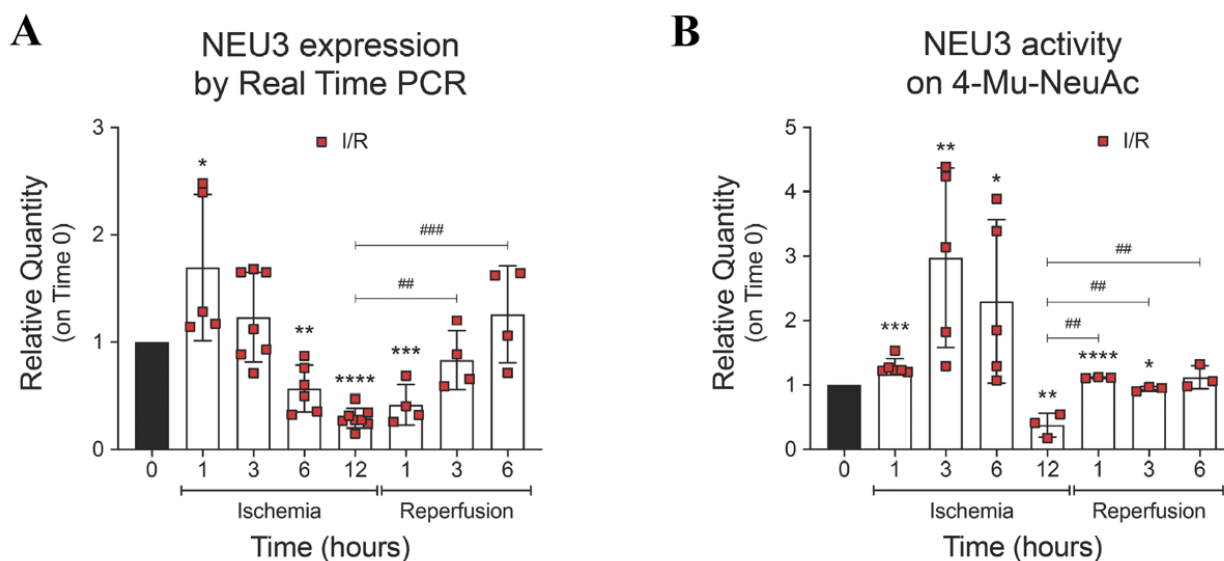 A
NEU3 expression
by Real Time PCR
3
2
1
0
Relative Quantity
(on Time 0)
I/R
*
**
****
***
##
###
0 1 3 6 12 1 3 6
Ischemia Reperfusion
Time (hours)
B
NEU3 activity
on 4-Mu-NeuAc
5
4
3
2
1
0
Relative Quantity
(on Time 0)
I/R
***
**
*
**
****
*
##
##
##
0 1 3 6 12 1 3 6
Ischemia Reperfusion
Time (hours)